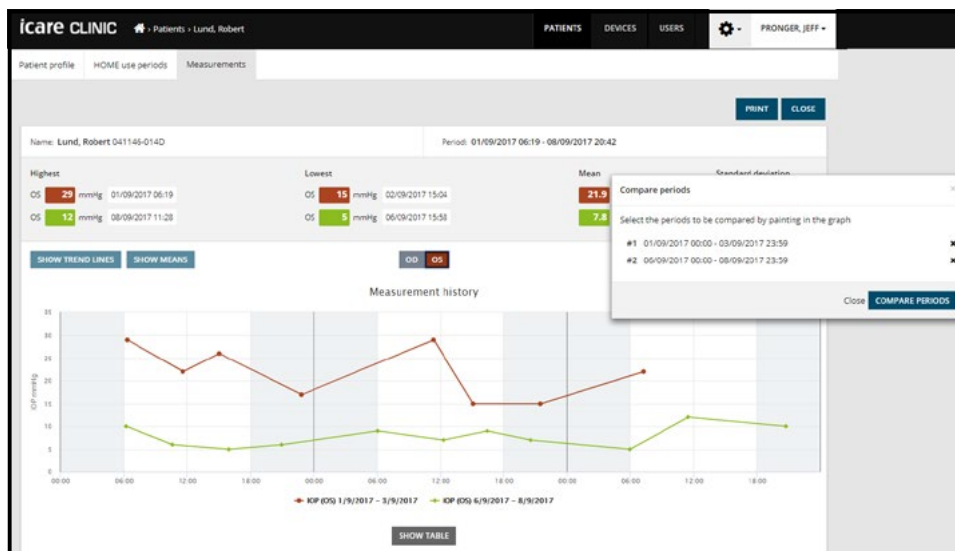 icare CLINIC
Patients › Lund, Robert
PATIENTS DEVICES USERS
PRONGER, JEFF
Patient profile HOME use periods Measurements
PRINT CLOSE
Name: Lund, Robert 041146-014D
Period: 01/09/2017 06:19 - 08/09/2017 20:42
Highest Lowest Mean Standard deviation
OS 29 mmHg 01/09/2017 06:19 OS 15 mmHg 02/09/2017 15:04 21.9
OS 12 mmHg 08/09/2017 11:28 OS 5 mmHg 06/09/2017 15:58 7.8
Compare periods
Select the periods to be compared by painting in the graph
#1 01/09/2017 00:00 - 03/09/2017 23:59
#2 06/09/2017 00:00 - 08/09/2017 23:59
Close COMPARE PERIODS
SHOW TREND LINES SHOW MEANS OD OS
Measurement history
IOP mmHg
35
30
25
20
15
10
5
0
00:00 06:00 12:00 18:00 00:00 06:00 12:00 18:00 00:00 06:00 12:00 18:00
IOP (OS) 1/9/2017 – 3/9/2017 IOP (OS) 6/9/2017 – 8/9/2017
SHOW TABLE